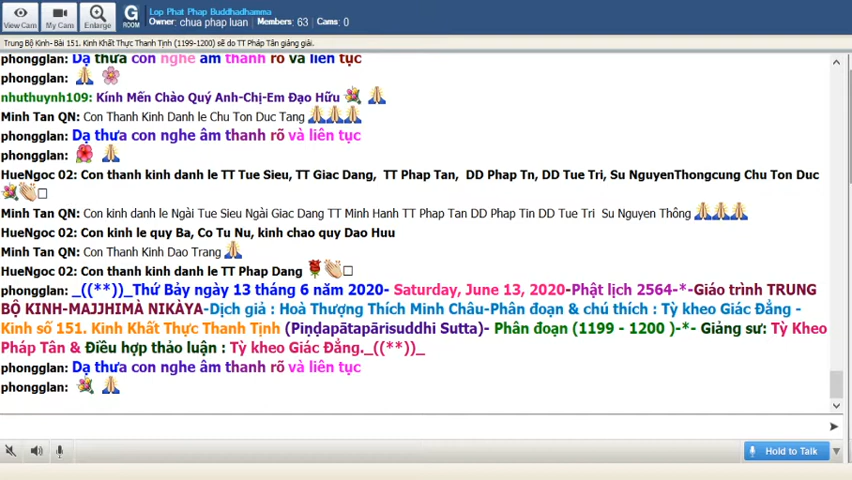 Lop Phat Phap Buddhadhamma
View Cam My Cam Enlarge G ROOM Owner: chua phap luan Members: 63 Cams: 0
Trung Bộ Kinh- Bài 151. Kinh Khất Thực Thanh Tịnh (1199-1200) sẽ do TT Pháp Tân giảng giải.
phongglan: Dạ thưa con nghe âm thanh rõ và liên tục
phongglan:
nhuthuynh109: Kính Mến Chào Quý Anh-Chị-Em Đạo Hữu
Minh Tan QN: Con Thanh Kinh Danh le Chu Ton Duc Tang
phongglan: Dạ thưa con nghe âm thanh rõ và liên tục
phongglan:
HueNgoc 02: Con thanh kinh danh le TT Tue Sieu, TT Giac Dang, TT Phap Tan, DD Phap Tn, DD Tue Tri, Su NguyenThongcung Chu Ton Duc
Minh Tan QN: Con kinh danh le Ngài Tue Sieu Ngài Giac Dang TT Minh Hanh TT Phap Tan DD Phap Tin DD Tue Tri Su Nguyen Thông
HueNgoc 02: Con kinh le quy Ba, Co Tu Nu, kinh chao quy Dao Huu
Minh Tan QN: Con Thanh Kinh Dao Trang
HueNgoc 02: Con thanh kinh danh le TT Phap Dang
phongglan: _((**))_Thứ Bảy ngày 13 tháng 6 năm 2020- Saturday, June 13, 2020-Phật lịch 2564-*-Giáo trình TRUNG
BỘ KINH-MAJJHIMÀ NIKÀYA-Dịch giả : Hoà Thượng Thích Minh Châu-Phân đoạn & chú thích : Tỳ kheo Giác Đẳng -
Kinh số 151. Kinh Khất Thực Thanh Tịnh (Piṇḍapātapārisuddhi Sutta)- Phân đoạn (1199 - 1200 )-*- Giảng sư: Tỳ Kheo
Pháp Tân & Điều hợp thảo luận : Tỳ kheo Giác Đẳng._((**))_
phongglan: Dạ thưa con nghe âm thanh rõ và liên tục
phongglan:
Hold to Talk